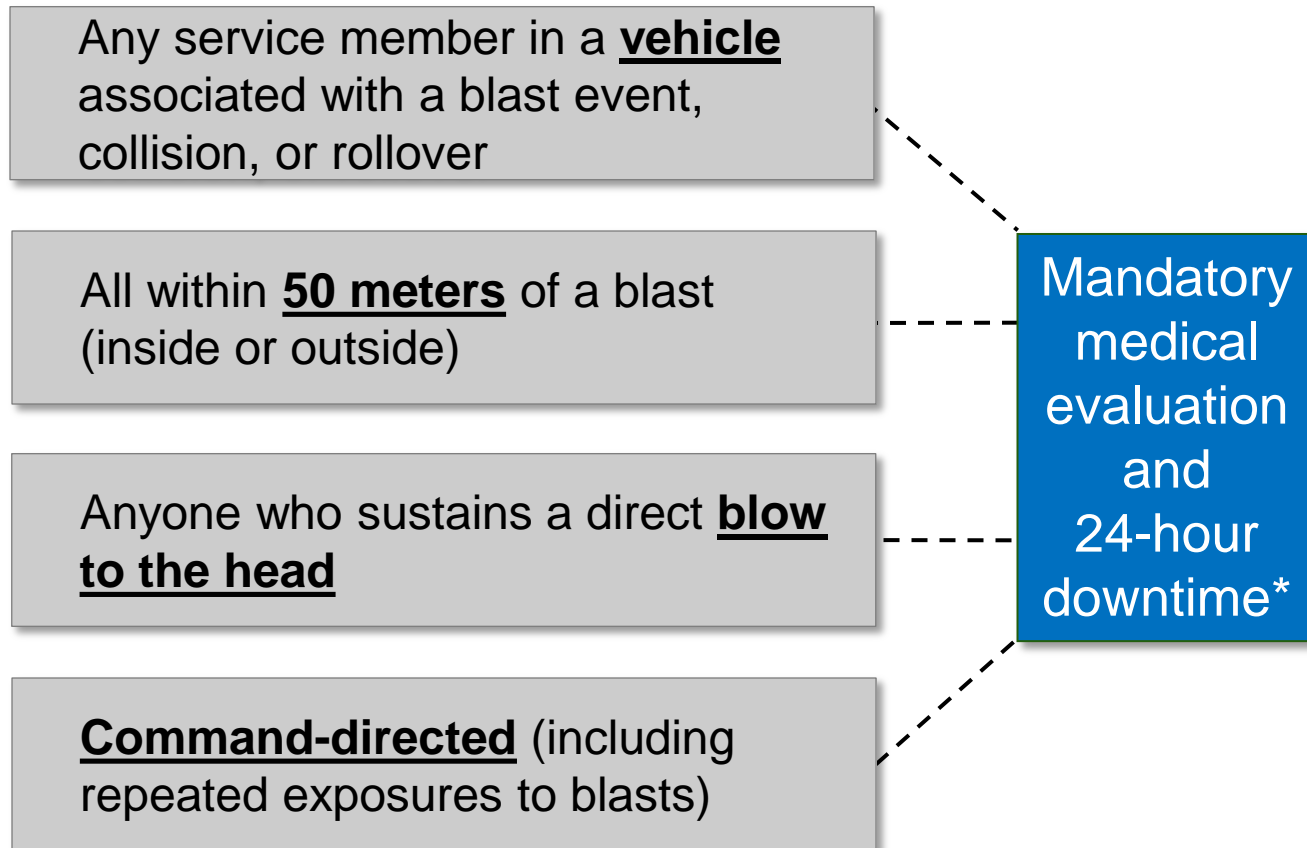 Any service member in a vehicle
associated with a blast event,
collision, or rollover
All within 50 meters of a blast
(inside or outside)
Anyone who sustains a direct blow
to the head
Command-directed (including
repeated exposures to blasts)
Mandatory
medical
evaluation
and
24-hour
downtime*